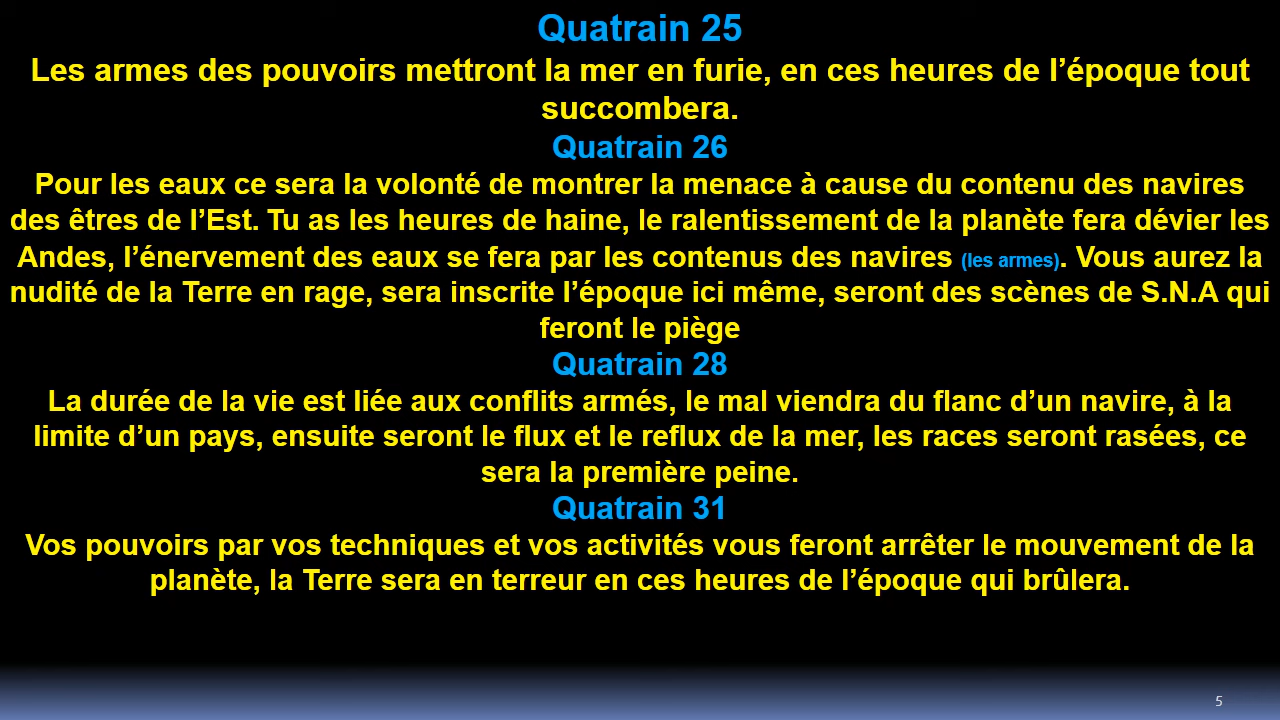 Quatrain 25
Les armes des pouvoirs mettront la mer en furie, en ces heures de l’époque tout
succombera.
Quatrain 26
Pour les eaux ce sera la volonté de montrer la menace à cause du contenu des navires
des êtres de l’Est. Tu as les heures de haine, le ralentissement de la planète fera dévier les
Andes, l’énervement des eaux se fera par les contenus des navires (les armes). Vous aurez la
nudité de la Terre en rage, sera inscrite l’époque ici même, seront des scènes de S.N.A qui
feront le piège
Quatrain 28
La durée de la vie est liée aux conflits armés, le mal viendra du flanc d’un navire, à la
limite d’un pays, ensuite seront le flux et le reflux de la mer, les races seront rasées, ce
sera la première peine.
Quatrain 31
Vos pouvoirs par vos techniques et vos activités vous feront arrêter le mouvement de la
planète, la Terre sera en terreur en ces heures de l’époque qui brûlera.
5